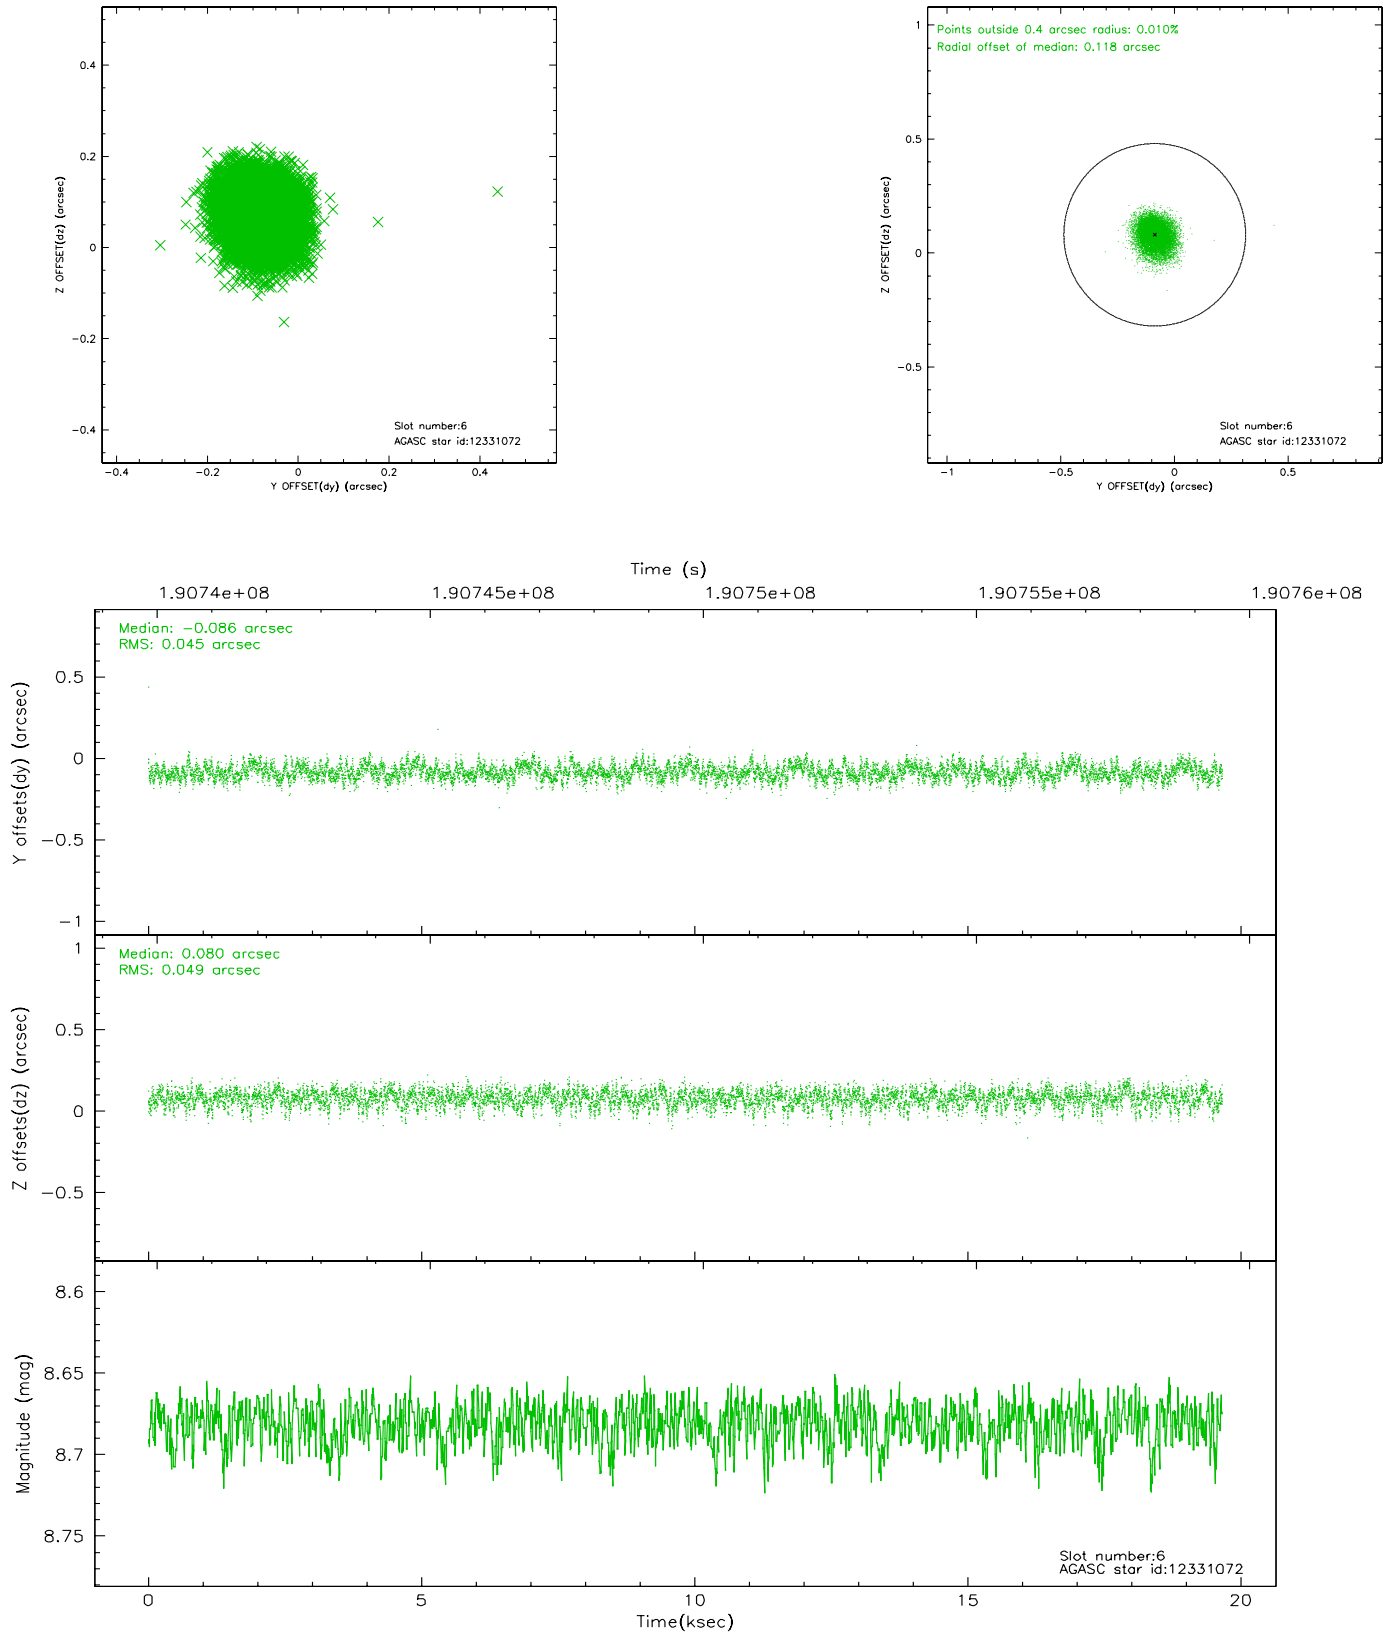 0.4
0.2
0
−0.2
−0.4
Z OFFSET(dz) (arcsec)
−0.4 −0.2 0 0.2 0.4
Y OFFSET(dy) (arcsec)
Slot number:6
AGASC star id:12331072
Points outside 0.4 arcsec radius: 0.010%
Radial offset of median: 0.118 arcsec
1
0.5
0
−0.5
Z OFFSET(dz) (arcsec)
−1 −0.5 0 0.5
Y OFFSET(dy) (arcsec)
Slot number:6
AGASC star id:12331072
Time (s)
1.9074e+08 1.90745e+08 1.9075e+08 1.90755e+08 1.9076e+08
Median: −0.086 arcsec
RMS: 0.045 arcsec
0.5
0
−0.5
−1
Y offsets(dy) (arcsec)
Median: 0.080 arcsec
RMS: 0.049 arcsec
1
0.5
0
−0.5
Z offsets(dz) (arcsec)
8.6
8.65
8.7
8.75
Magnitude (mag)
Slot number:6
AGASC star id:12331072
0 5 10 15 20
Time(ksec)